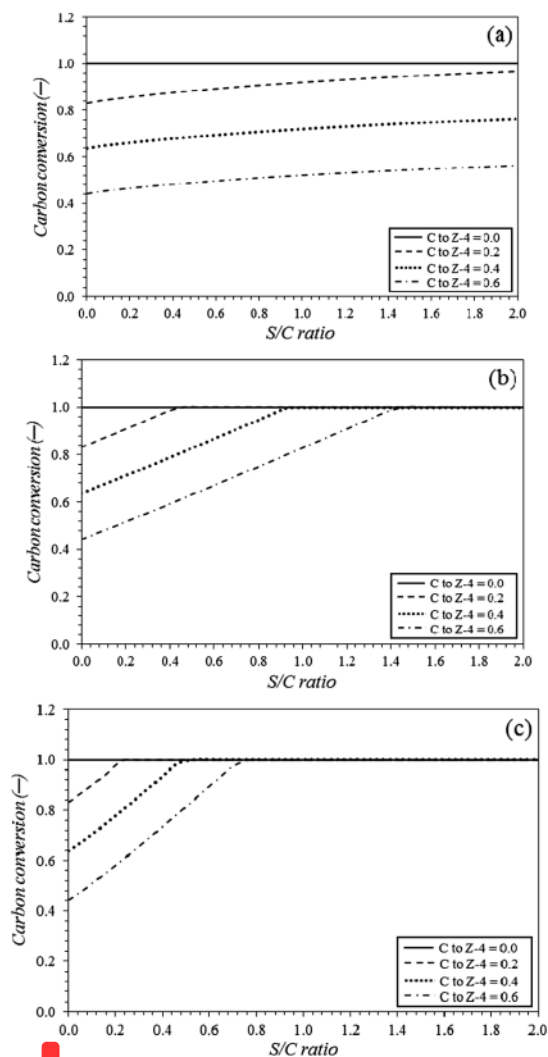 (a)
Carbon conversion (–)
1.2
1.0
0.8
0.6
0.4
0.2
0.0
C to Z-4 = 0.0
C to Z-4 = 0.2
C to Z-4 = 0.4
C to Z-4 = 0.6
0.0 0.2 0.4 0.6 0.8 1.0 1.2 1.4 1.6 1.8 2.0
S/C ratio
(b)
Carbon conversion (–)
1.2
1.0
0.8
0.6
0.4
0.2
0.0
C to Z-4 = 0.0
C to Z-4 = 0.2
C to Z-4 = 0.4
C to Z-4 = 0.6
0.0 0.2 0.4 0.6 0.8 1.0 1.2 1.4 1.6 1.8 2.0
S/C ratio
(c)
Carbon conversion (–)
1.2
1.0
0.8
0.6
0.4
0.2
0.0
C to Z-4 = 0.0
C to Z-4 = 0.2
C to Z-4 = 0.4
C to Z-4 = 0.6
0.0 0.2 0.4 0.6 0.8 1.0 1.2 1.4 1.6 1.8 2.0
S/C ratio